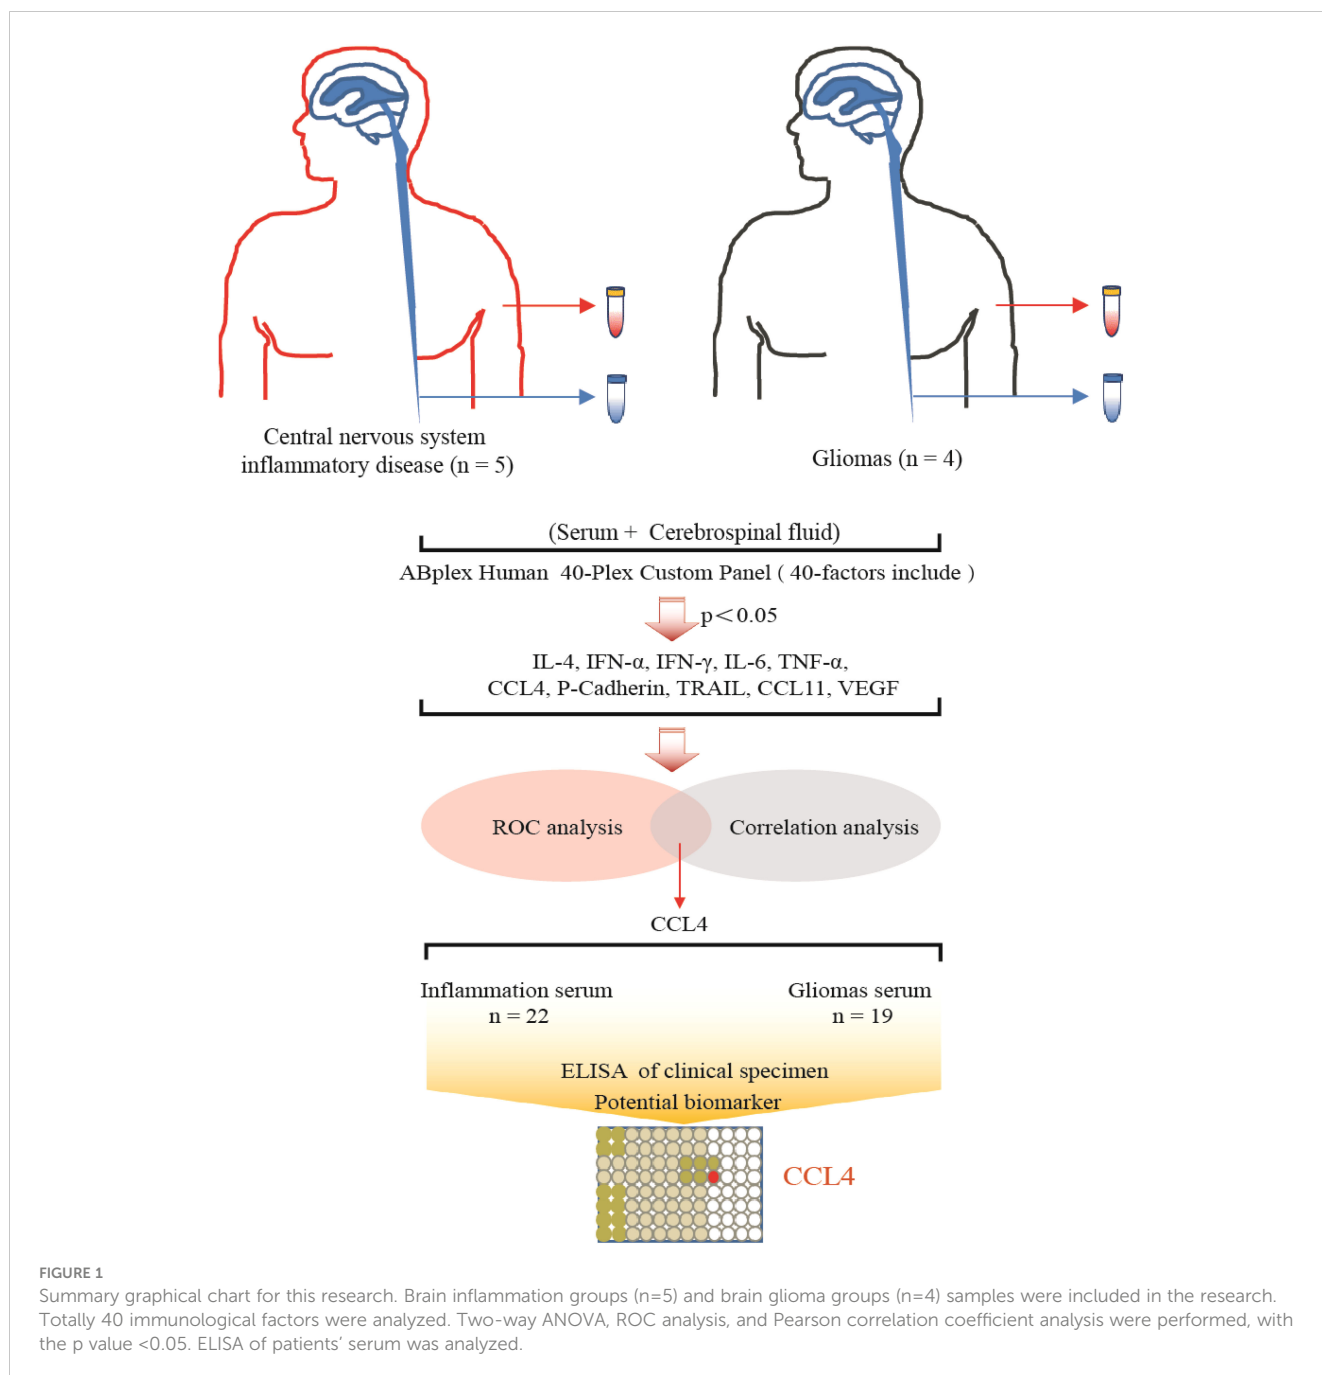 Central nervous system
inflammatory disease (n = 5)
Gliomas (n = 4)
(Serum + Cerebrospinal fluid)
ABplex Human 40-Plex Custom Panel ( 40-factors include )
p<0.05
IL-4, IFN-α, IFN-γ, IL-6, TNF-α,
CCL4, P-Cadherin, TRAIL, CCL11, VEGF
ROC analysis
Correlation analysis
CCL4
Inflammation serum
n = 22
Gliomas serum
n = 19
ELISA of clinical specimen
Potential biomarker
CCL4
FIGURE 1
Summary graphical chart for this research. Brain inflammation groups (n=5) and brain glioma groups (n=4) samples were included in the research.
Totally 40 immunological factors were analyzed. Two-way ANOVA, ROC analysis, and Pearson correlation coefficient analysis were performed, with
the p value <0.05. ELISA of patients' serum was analyzed.